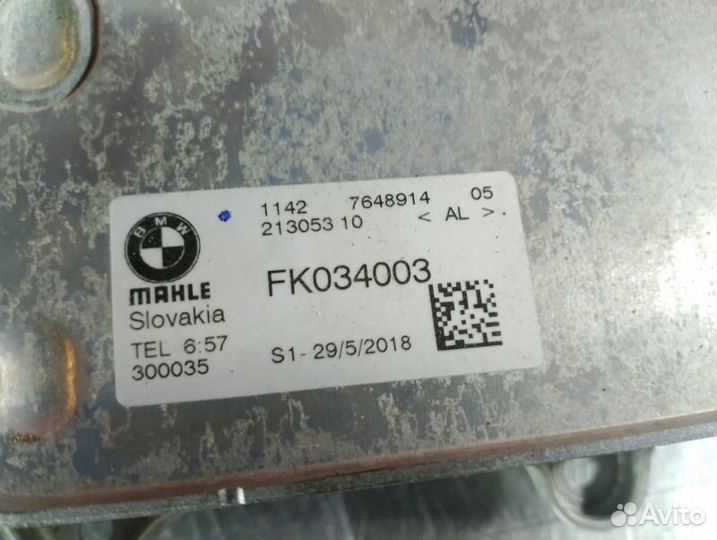 1142 7648914 05
213053 10 < AL >
BMW
MAHLE
FK034003
Slovakia
TEL 6:57
S1-29/5/2018
300035
Avito